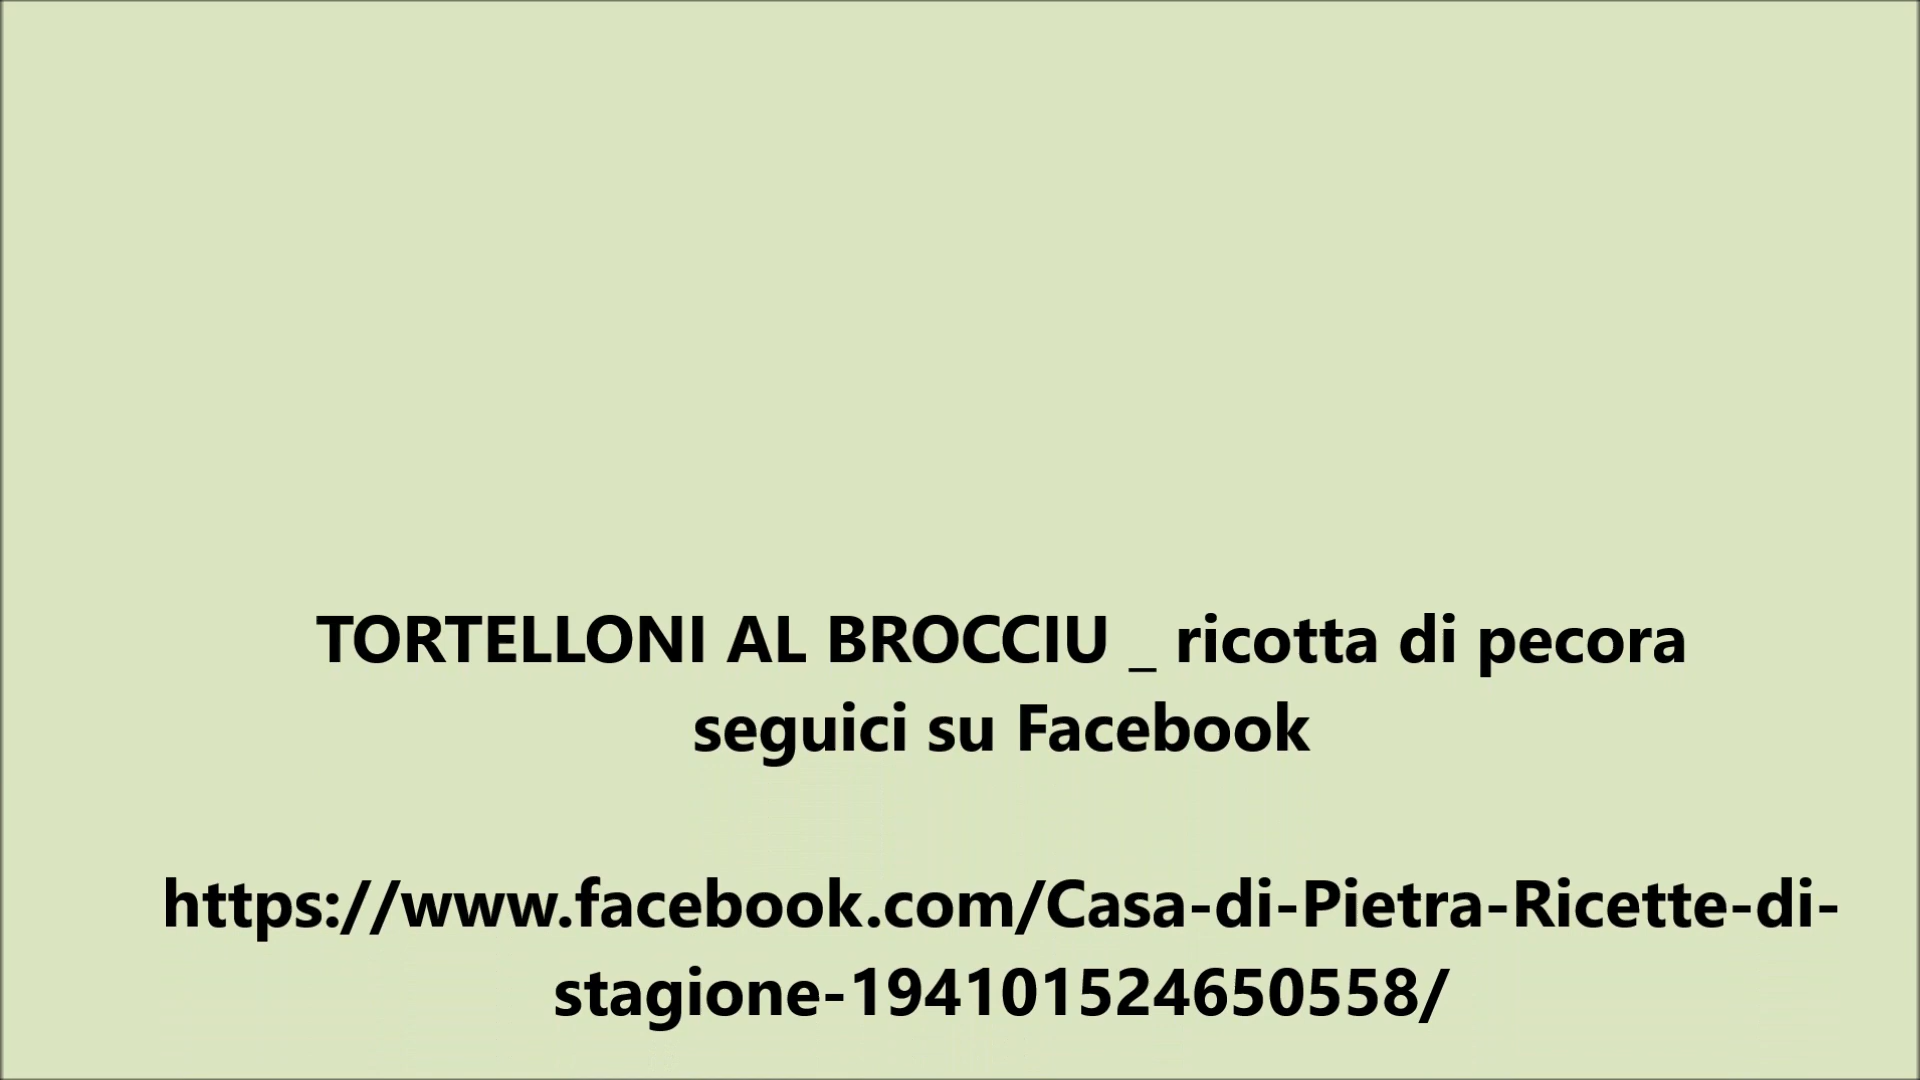 TORTELLONI AL BROCCIU _ ricotta di pecora
seguici su Facebook
https://www.facebook.com/Casa-di-Pietra-Ricette-di-
stagione-194101524650558/